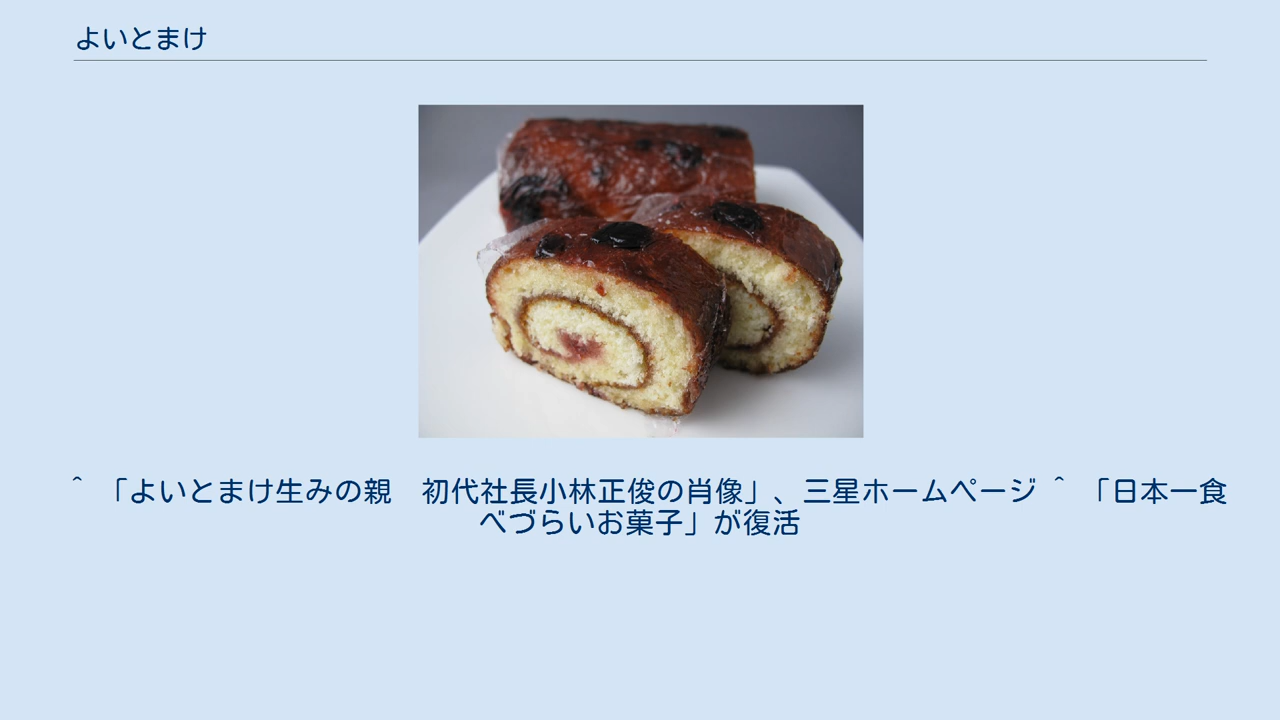 よいとまけ
＾ 「よいとまけ生みの親　初代社長小林正俊の肖像」、三星ホームページ ＾ 「日本一食
べづらいお菓子」が復活